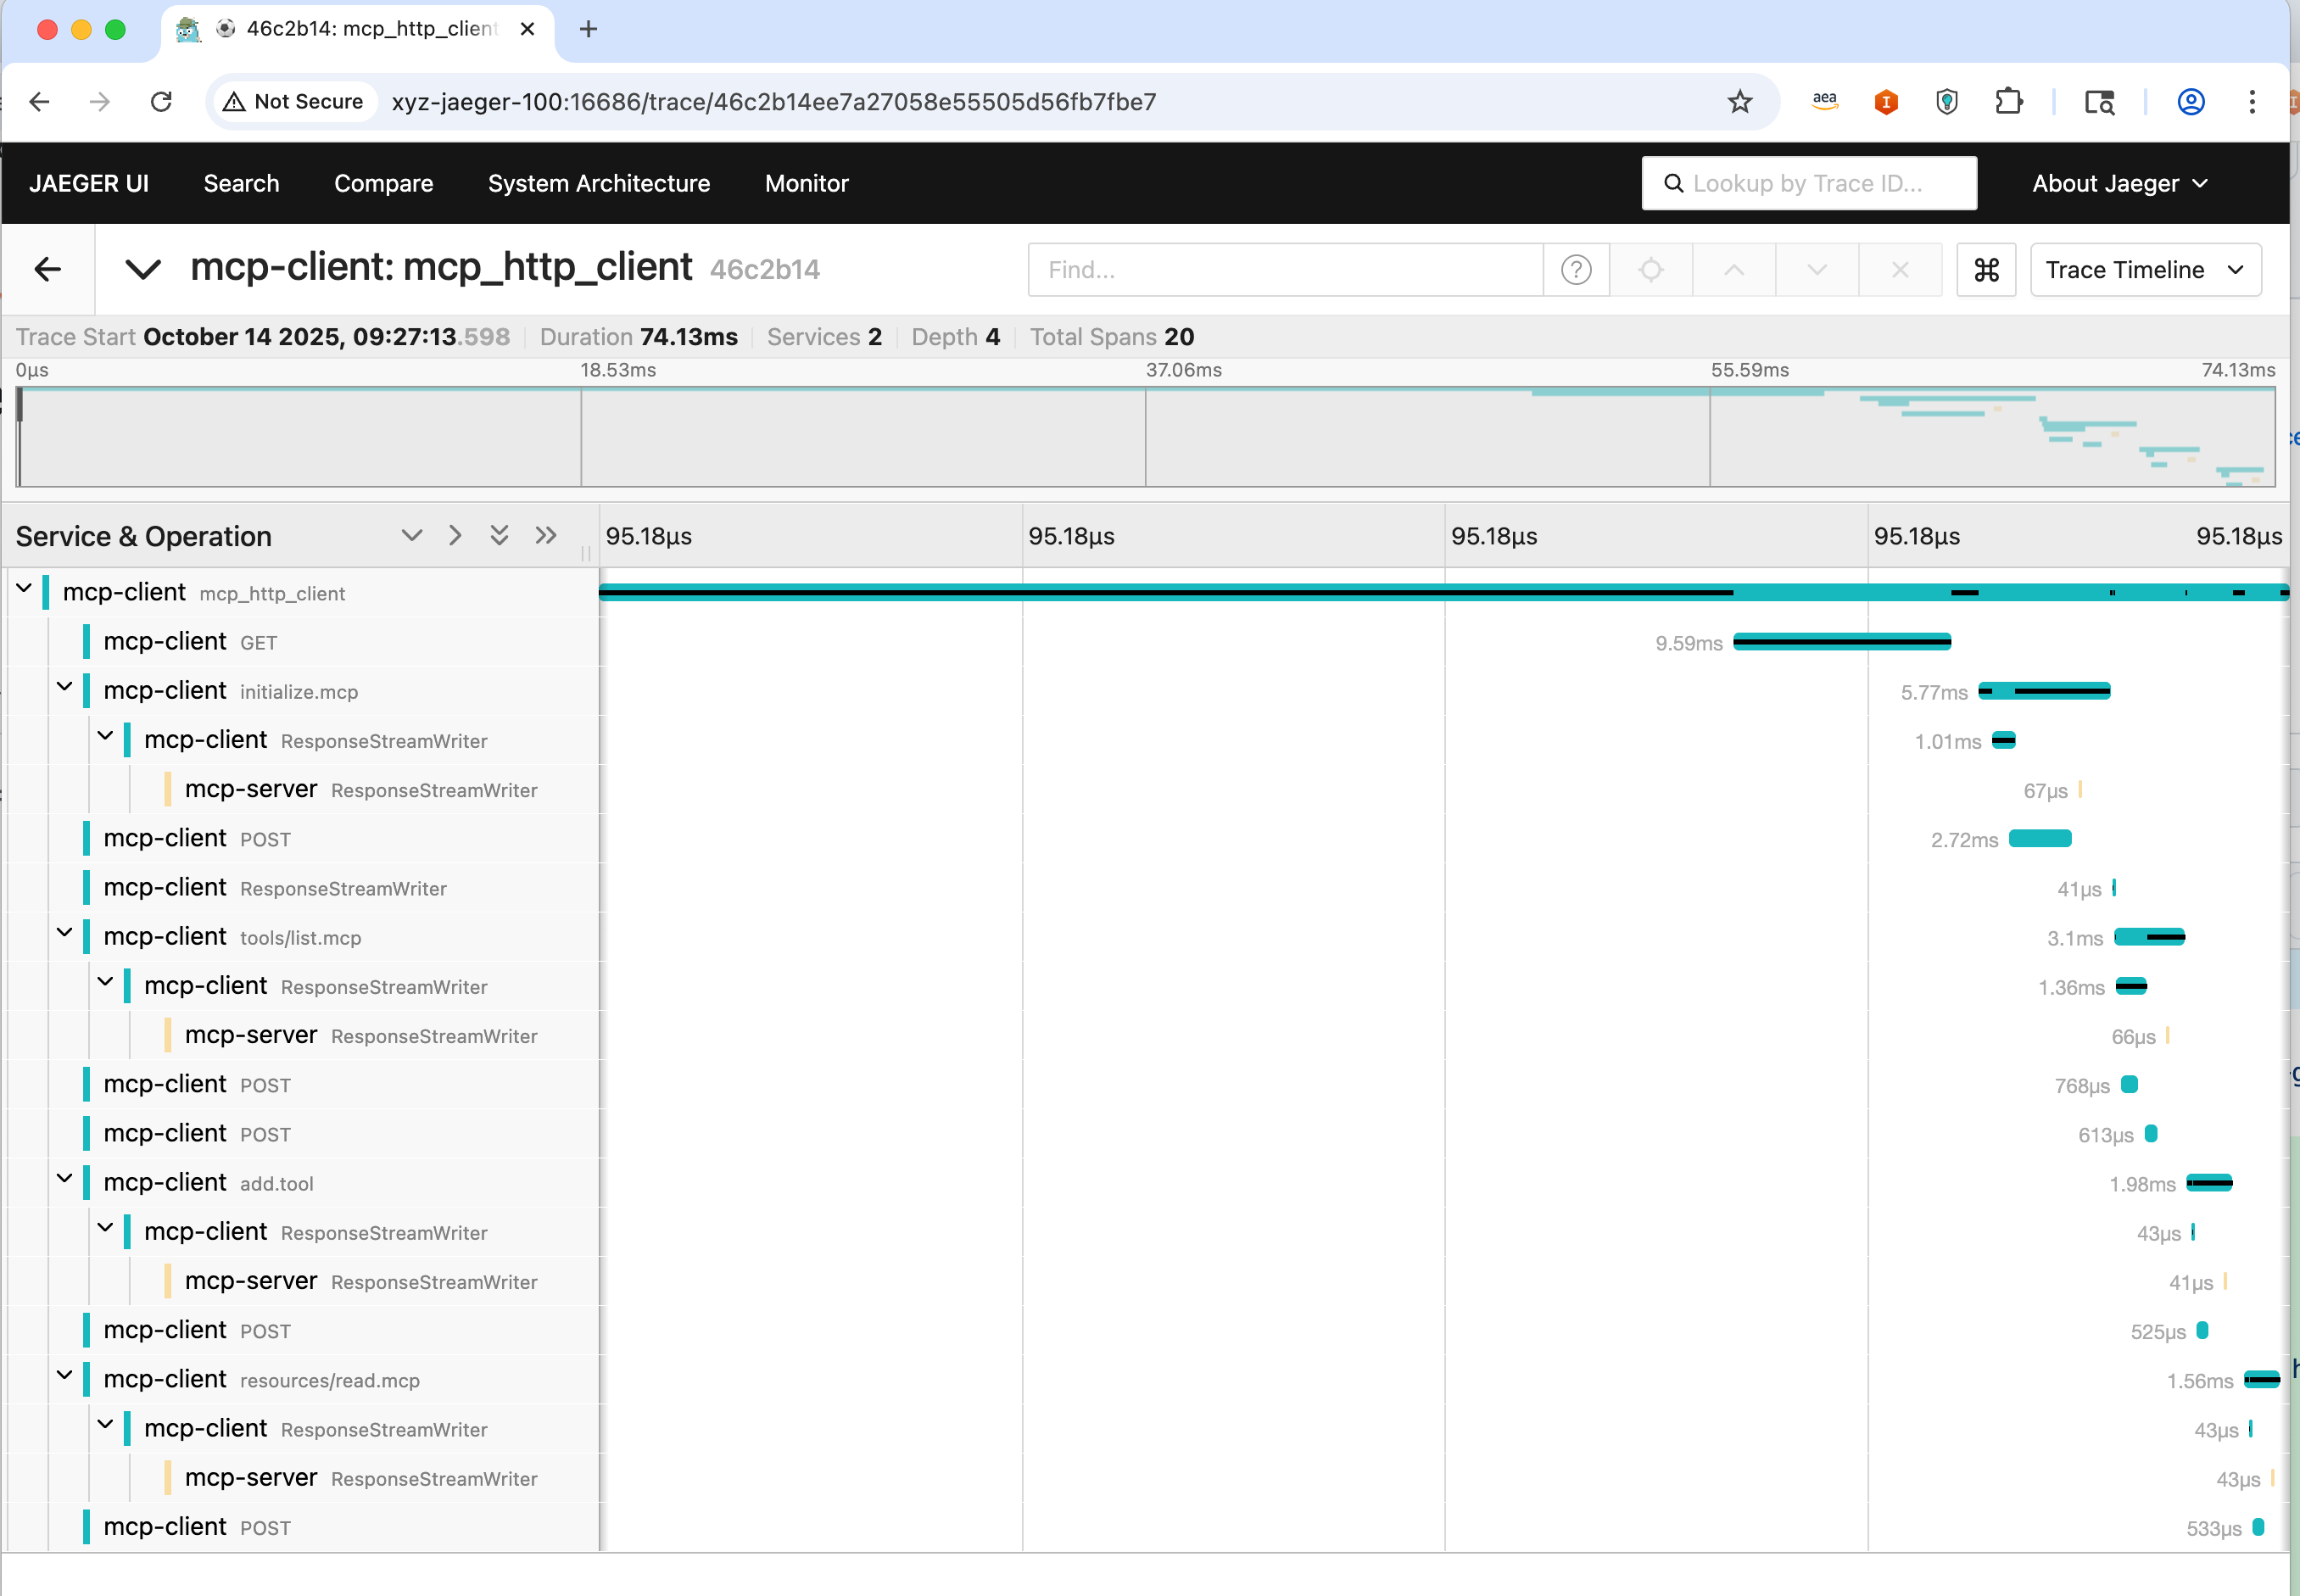 46c2b14: mcp_http_client
Not Secure xyz-jaeger-100:16686/trace/46c2b14ee7a27058e55505d56fb7fbe7
aea
JAEGER UI Search Compare System Architecture Monitor Lookup by Trace ID... About Jaeger
mcp-client: mcp_http_client 46c2b14 Find... Trace Timeline
Trace Start October 14 2025, 09:27:13.598 Duration 74.13ms Services 2 Depth 4 Total Spans 20
0μs 18.53ms 37.06ms 55.59ms 74.13ms
Service & Operation 95.18μs 95.18μs 95.18μs 95.18μs 95.18μs
mcp-client mcp_http_client
mcp-client GET 9.59ms
mcp-client initialize.mcp 5.77ms
mcp-client ResponseStreamWriter 1.01ms
mcp-server ResponseStreamWriter 67μs
mcp-client POST 2.72ms
mcp-client ResponseStreamWriter 41μs
mcp-client tools/list.mcp 3.1ms
mcp-client ResponseStreamWriter 1.36ms
mcp-server ResponseStreamWriter 66μs
mcp-client POST 768μs
mcp-client POST 613μs
mcp-client add.tool 1.98ms
mcp-client ResponseStreamWriter 43μs
mcp-server ResponseStreamWriter 41μs
mcp-client POST 525μs
mcp-client resources/read.mcp 1.56ms
mcp-client ResponseStreamWriter 43μs
mcp-server ResponseStreamWriter 43μs
mcp-client POST 533μs